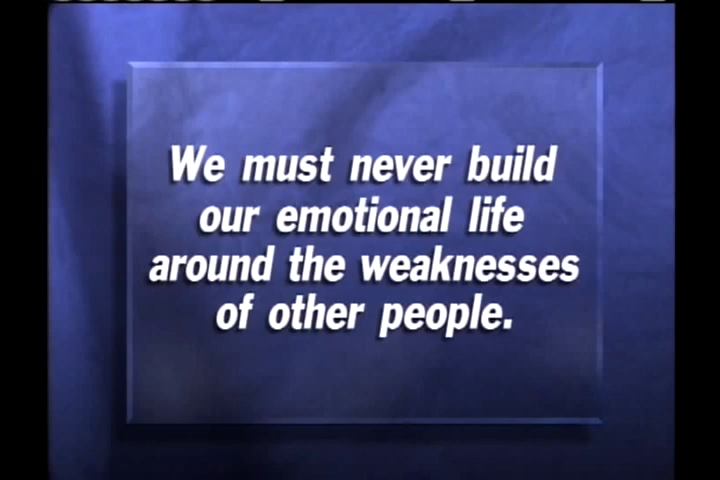 We must never build
our emotional life
around the weaknesses
of other people.